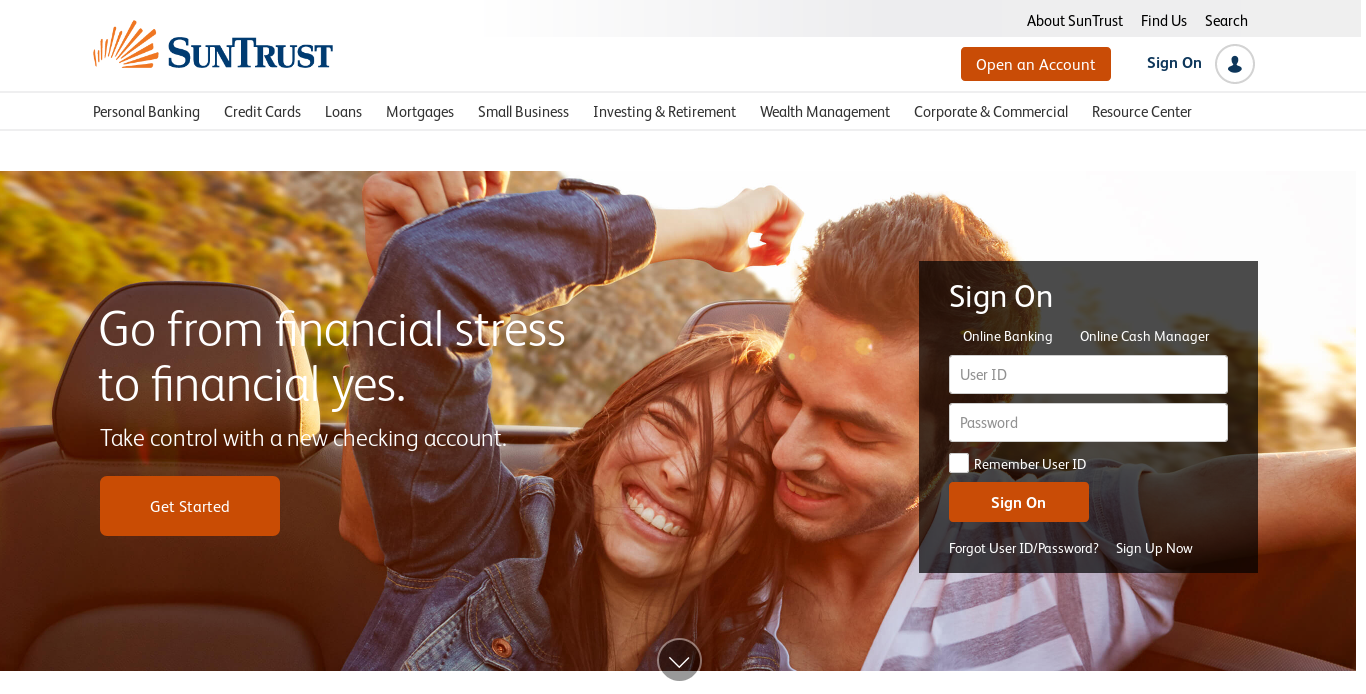 About SunTrust Find Us Search
SUNTRUST
Open an Account Sign On
Personal Banking Credit Cards Loans Mortgages Small Business Investing & Retirement Wealth Management Corporate & Commercial Resource Center
Go from financial stress
to financial yes.
Take control with a new checking account.
Get Started
Sign On
Online Banking Online Cash Manager
User ID
Password
Remember User ID
Sign On
Forgot User ID/Password? Sign Up Now